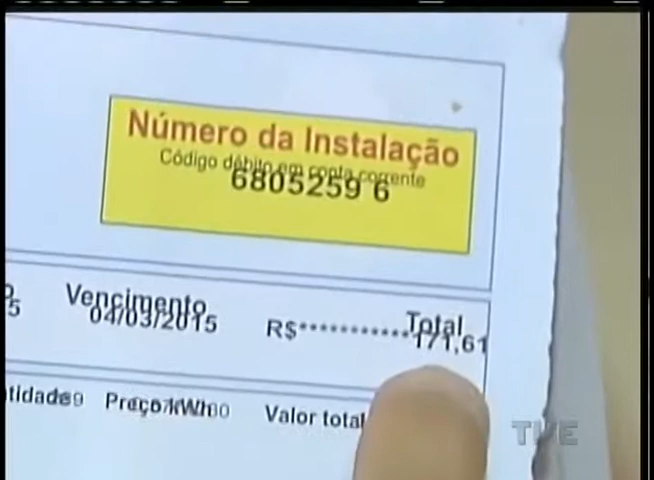 Número da Instalação
Código débito em conta corrente
6805259 6
Vencimento
Total
04/03/2015
R$***********171,61
Preço kWh
Valor total
TVE